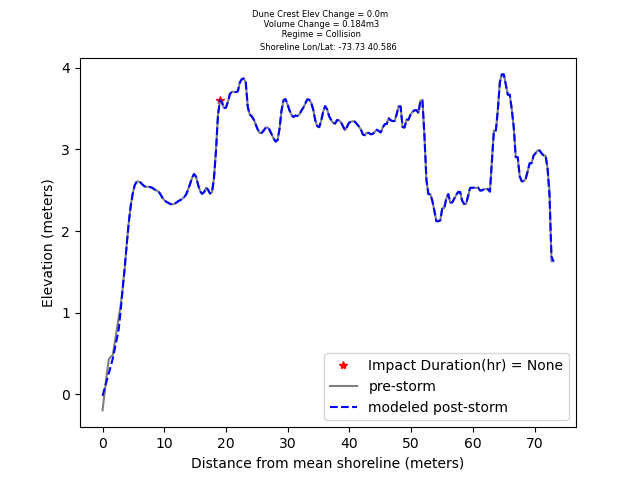 Dune Crest Elev Change = 0.0m
Volume Change = 0.184m3
Regime = Collision
Shoreline Lon/Lat: -73.73 40.586
4
3
2
1
0
Elevation (meters)
Impact Duration(hr) = None
pre-storm
modeled post-storm
0 10 20 30 40 50 60 70
Distance from mean shoreline (meters)